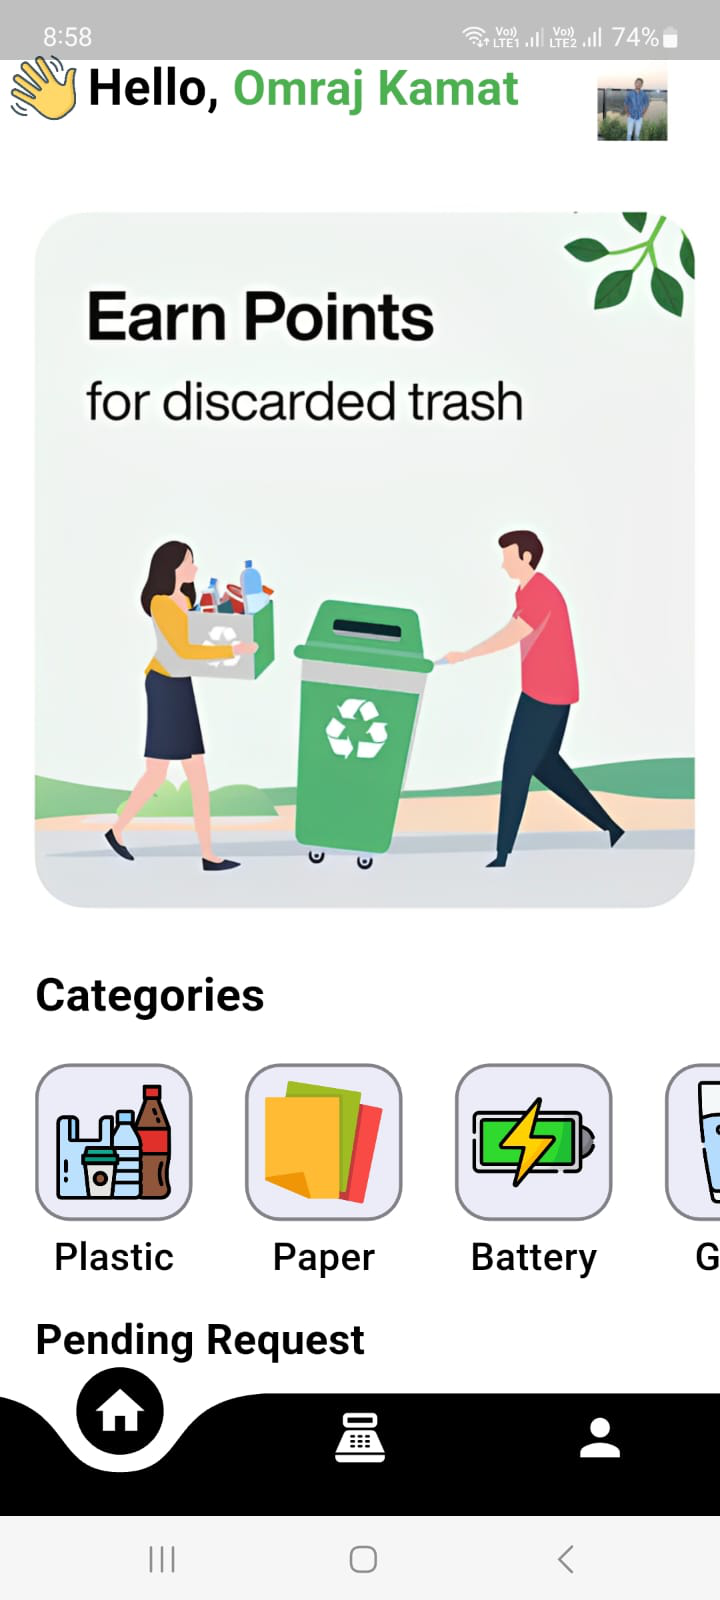 8:58
Vo)) LTE1 Vo)) LTE2 74%
Hello, Omraj Kamat
Earn Points
for discarded trash
Categories
Plastic Paper Battery G
Pending Request